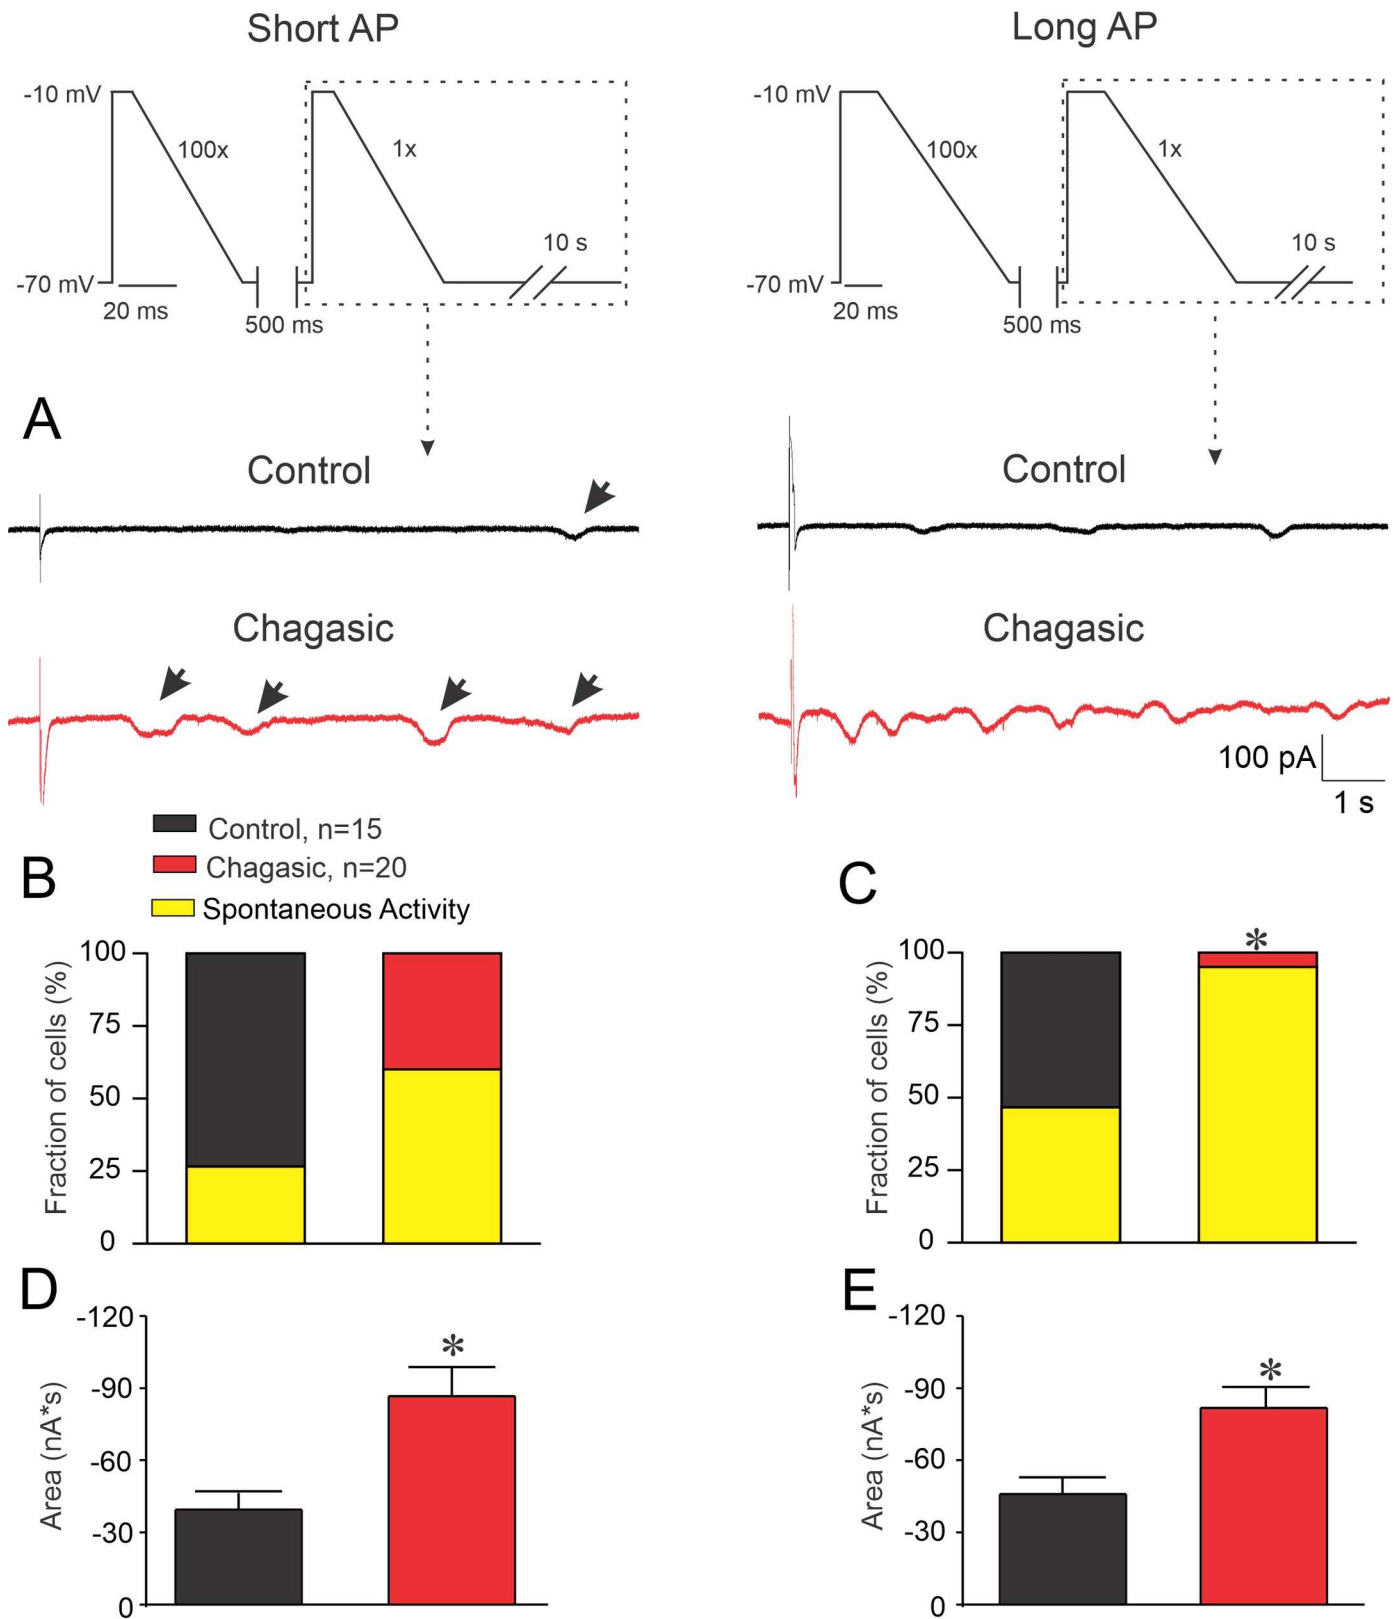 Short AP
Long AP
-10 mV
100x
1x
10 s
-70 mV
20 ms
500 ms
-10 mV
100x
1x
10 s
-70 mV
20 ms
500 ms
A
Control
Control
Chagasic
Chagasic
100 pA
1 s
Control, n=15
Chagasic, n=20
Spontaneous Activity
B
Fraction of cells (%)
100
75
50
25
0
C
Fraction of cells (%)
100
75
50
25
0
*
D
Area (nA*s)
-120
-90
-60
-30
0
*
E
Area (nA*s)
-120
-90
-60
-30
0
*